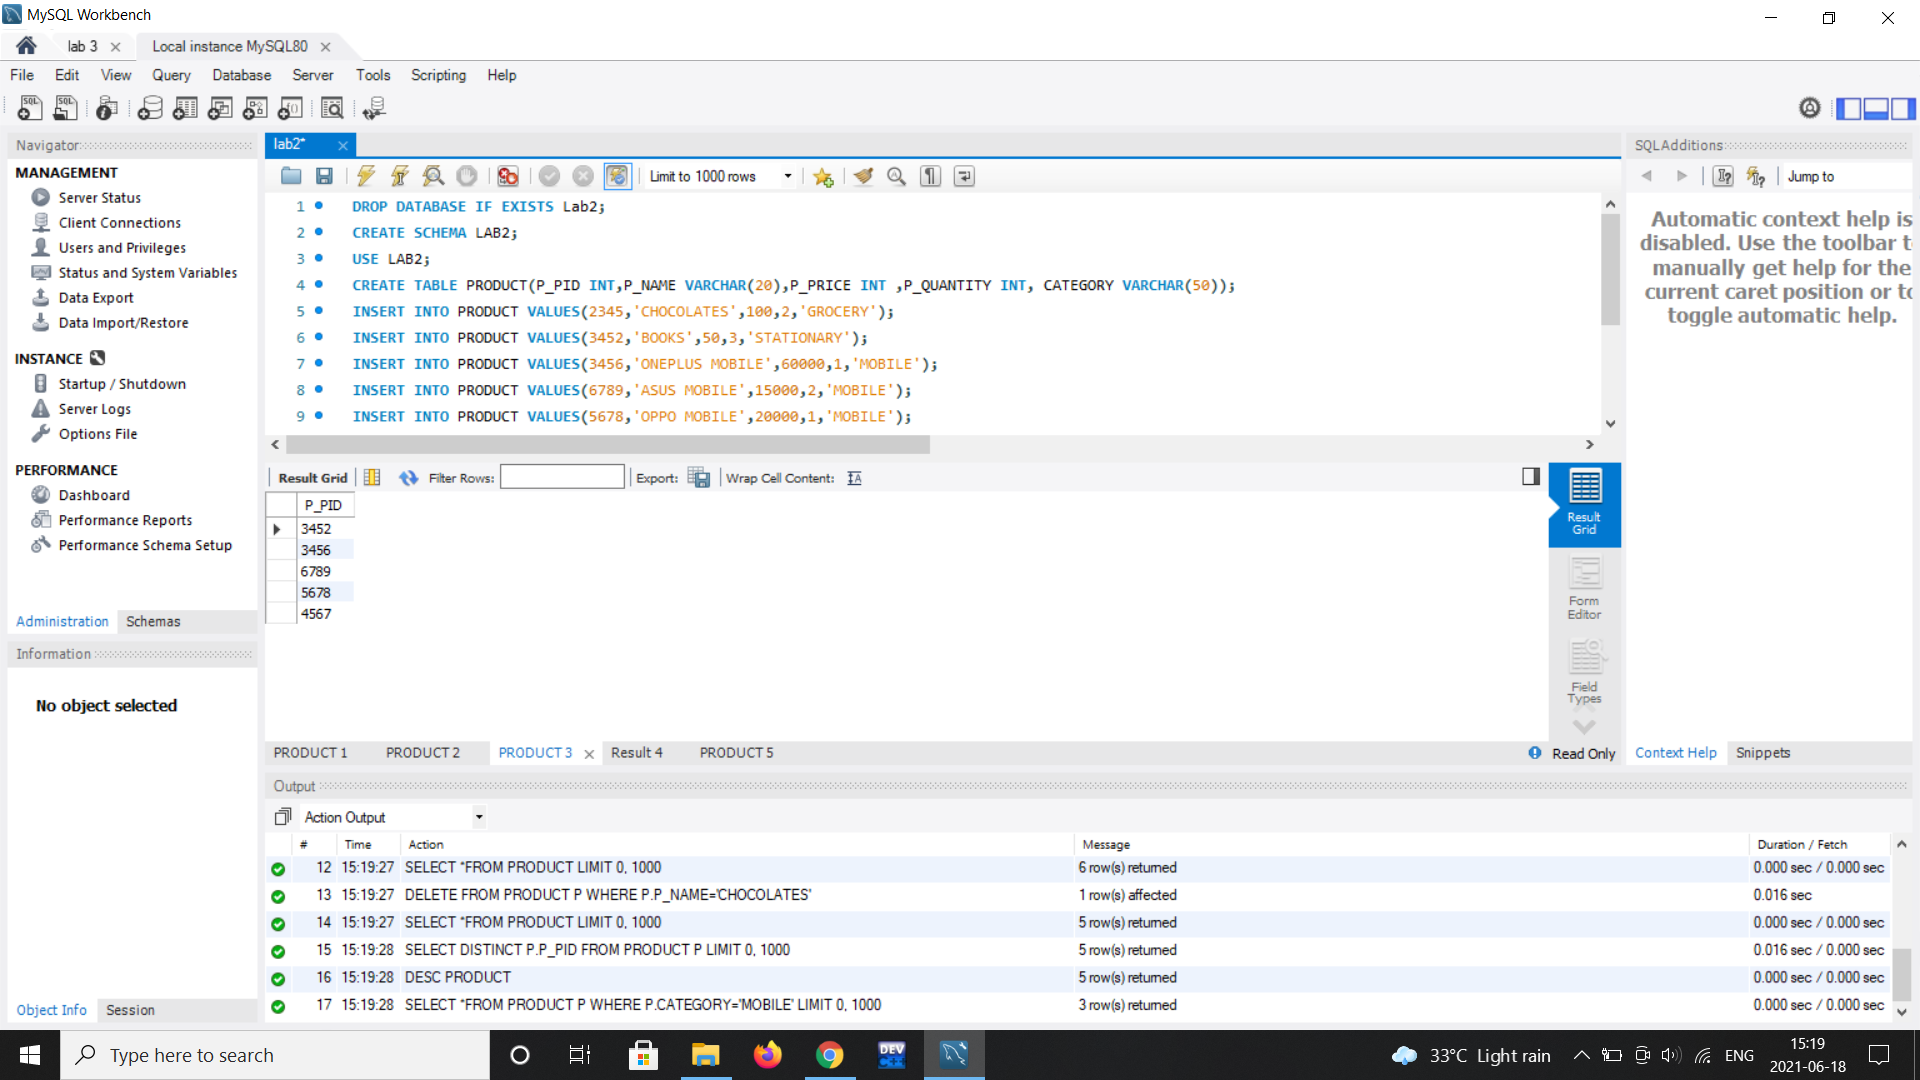 MySQL Workbench
lab 3
Local instance MySQL80
File Edit View Query Database Server Tools Scripting Help
Navigator
MANAGEMENT
Server Status
Client Connections
Users and Privileges
Status and System Variables
Data Export
Data Import/Restore
INSTANCE
Startup / Shutdown
Server Logs
Options File
PERFORMANCE
Dashboard
Performance Reports
Performance Schema Setup
Administration Schemas
Information
No object selected
Object Info Session
lab2*
Limit to 1000 rows
1 DROP DATABASE IF EXISTS Lab2;
2 CREATE SCHEMA LAB2;
3 USE LAB2;
4 CREATE TABLE PRODUCT(P_PID INT,P_NAME VARCHAR(20),P_PRICE INT ,P_QUANTITY INT, CATEGORY VARCHAR(50));
5 INSERT INTO PRODUCT VALUES(2345,'CHOCOLATES',100,2,'GROCERY');
6 INSERT INTO PRODUCT VALUES(3452,'BOOKS',50,3,'STATIONARY');
7 INSERT INTO PRODUCT VALUES(3456,'ONEPLUS MOBILE',60000,1,'MOBILE');
8 INSERT INTO PRODUCT VALUES(6789,'ASUS MOBILE',15000,2,'MOBILE');
9 INSERT INTO PRODUCT VALUES(5678,'OPPO MOBILE',20000,1,'MOBILE');
Result Grid Filter Rows: Export: Wrap Cell Content:
P_PID
3452
3456
6789
5678
4567
Result
Grid
Form
Editor
Field
Types
PRODUCT 1 PRODUCT 2 PRODUCT 3 Result 4 PRODUCT 5
Read Only
SQLAdditions
Jump to
Automatic context help is
disabled. Use the toolbar t
manually get help for the
current caret position or to
toggle automatic help.
Context Help Snippets
Output
Action Output
# Time Action Message Duration / Fetch
12 15:19:27 SELECT *FROM PRODUCT LIMIT 0, 1000 6 row(s) returned 0.000 sec / 0.000 sec
13 15:19:27 DELETE FROM PRODUCT P WHERE P.P_NAME='CHOCOLATES' 1 row(s) affected 0.016 sec
14 15:19:27 SELECT *FROM PRODUCT LIMIT 0, 1000 5 row(s) returned 0.000 sec / 0.000 sec
15 15:19:28 SELECT DISTINCT P.P_PID FROM PRODUCT P LIMIT 0, 1000 5 row(s) returned 0.016 sec / 0.000 sec
16 15:19:28 DESC PRODUCT 5 row(s) returned 0.000 sec / 0.000 sec
17 15:19:28 SELECT *FROM PRODUCT P WHERE P.CATEGORY='MOBILE' LIMIT 0, 1000 3 row(s) returned 0.000 sec / 0.000 sec
Type here to search
DEV
C++
33°C Light rain
ENG
15:19
2021-06-18